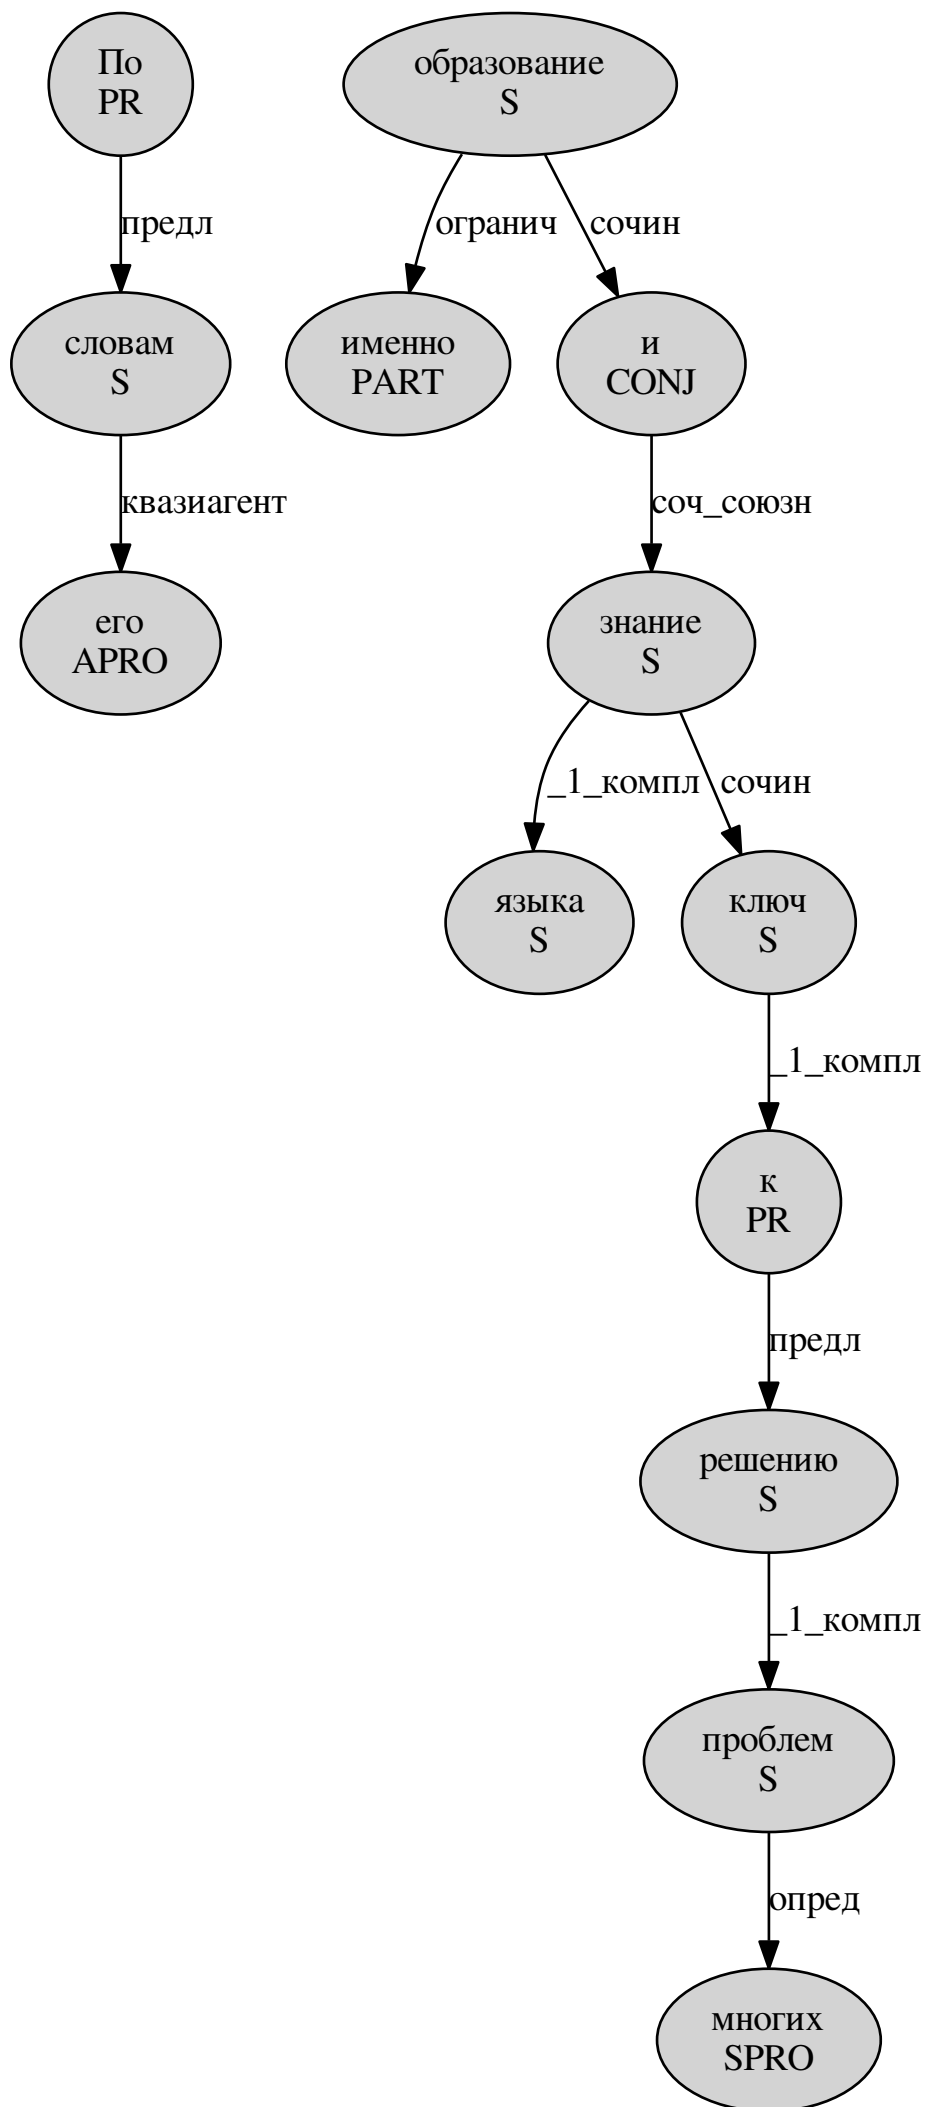 По
PR
образование
S
предл
огранич
сочин
словам
S
именно
PART
и
CONJ
квазиагент
соч_союзн
его
APRO
знание
S
_1_компл
сочин
языка
S
ключ
S
_1_компл
к
PR
предл
решению
S
_1_компл
проблем
S
опред
многих
SPRO